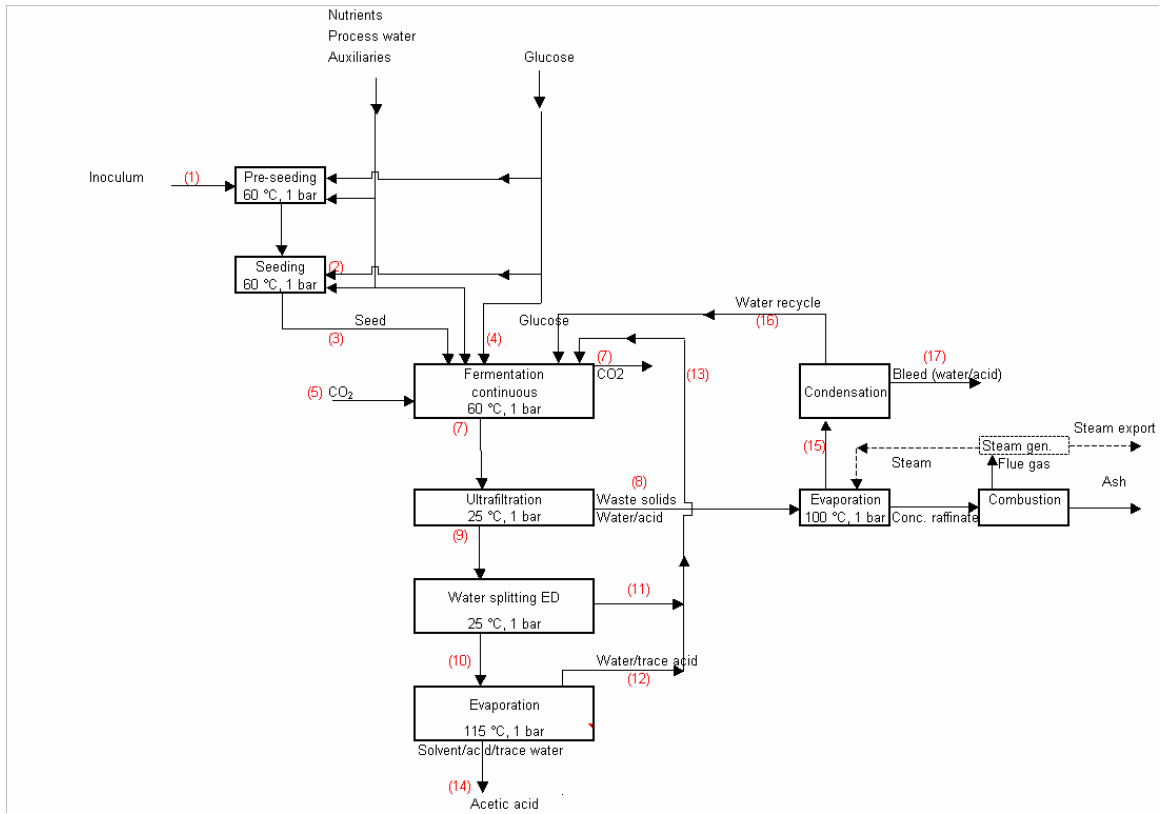 Nutrients
Process water
Auxiliaries
Glucose
Inoculum
(1)
Pre-seeding
60 °C, 1 bar
Seeding
60 °C, 1 bar
(2)
Seed
(3)
Glucose
(4)
Water recycle
(16)
(5) CO₂
Fermentation
continuous
60 °C, 1 bar
(7)
CO2
(13)
(17)
Bleed (water/acid)
Condensation
(7)
(15)
Steam export
Steam gen.
Steam
Flue gas
(8)
Ultrafiltration
25 °C, 1 bar
Waste solids
Water/acid
Evaporation
100 °C, 1 bar
Conc. raffinate
Combustion
Ash
(9)
Water splitting ED
25 °C, 1 bar
(11)
(10)
Water/trace acid
(12)
Evaporation
115 °C, 1 bar
Solvent/acid/trace water
(14)
Acetic acid